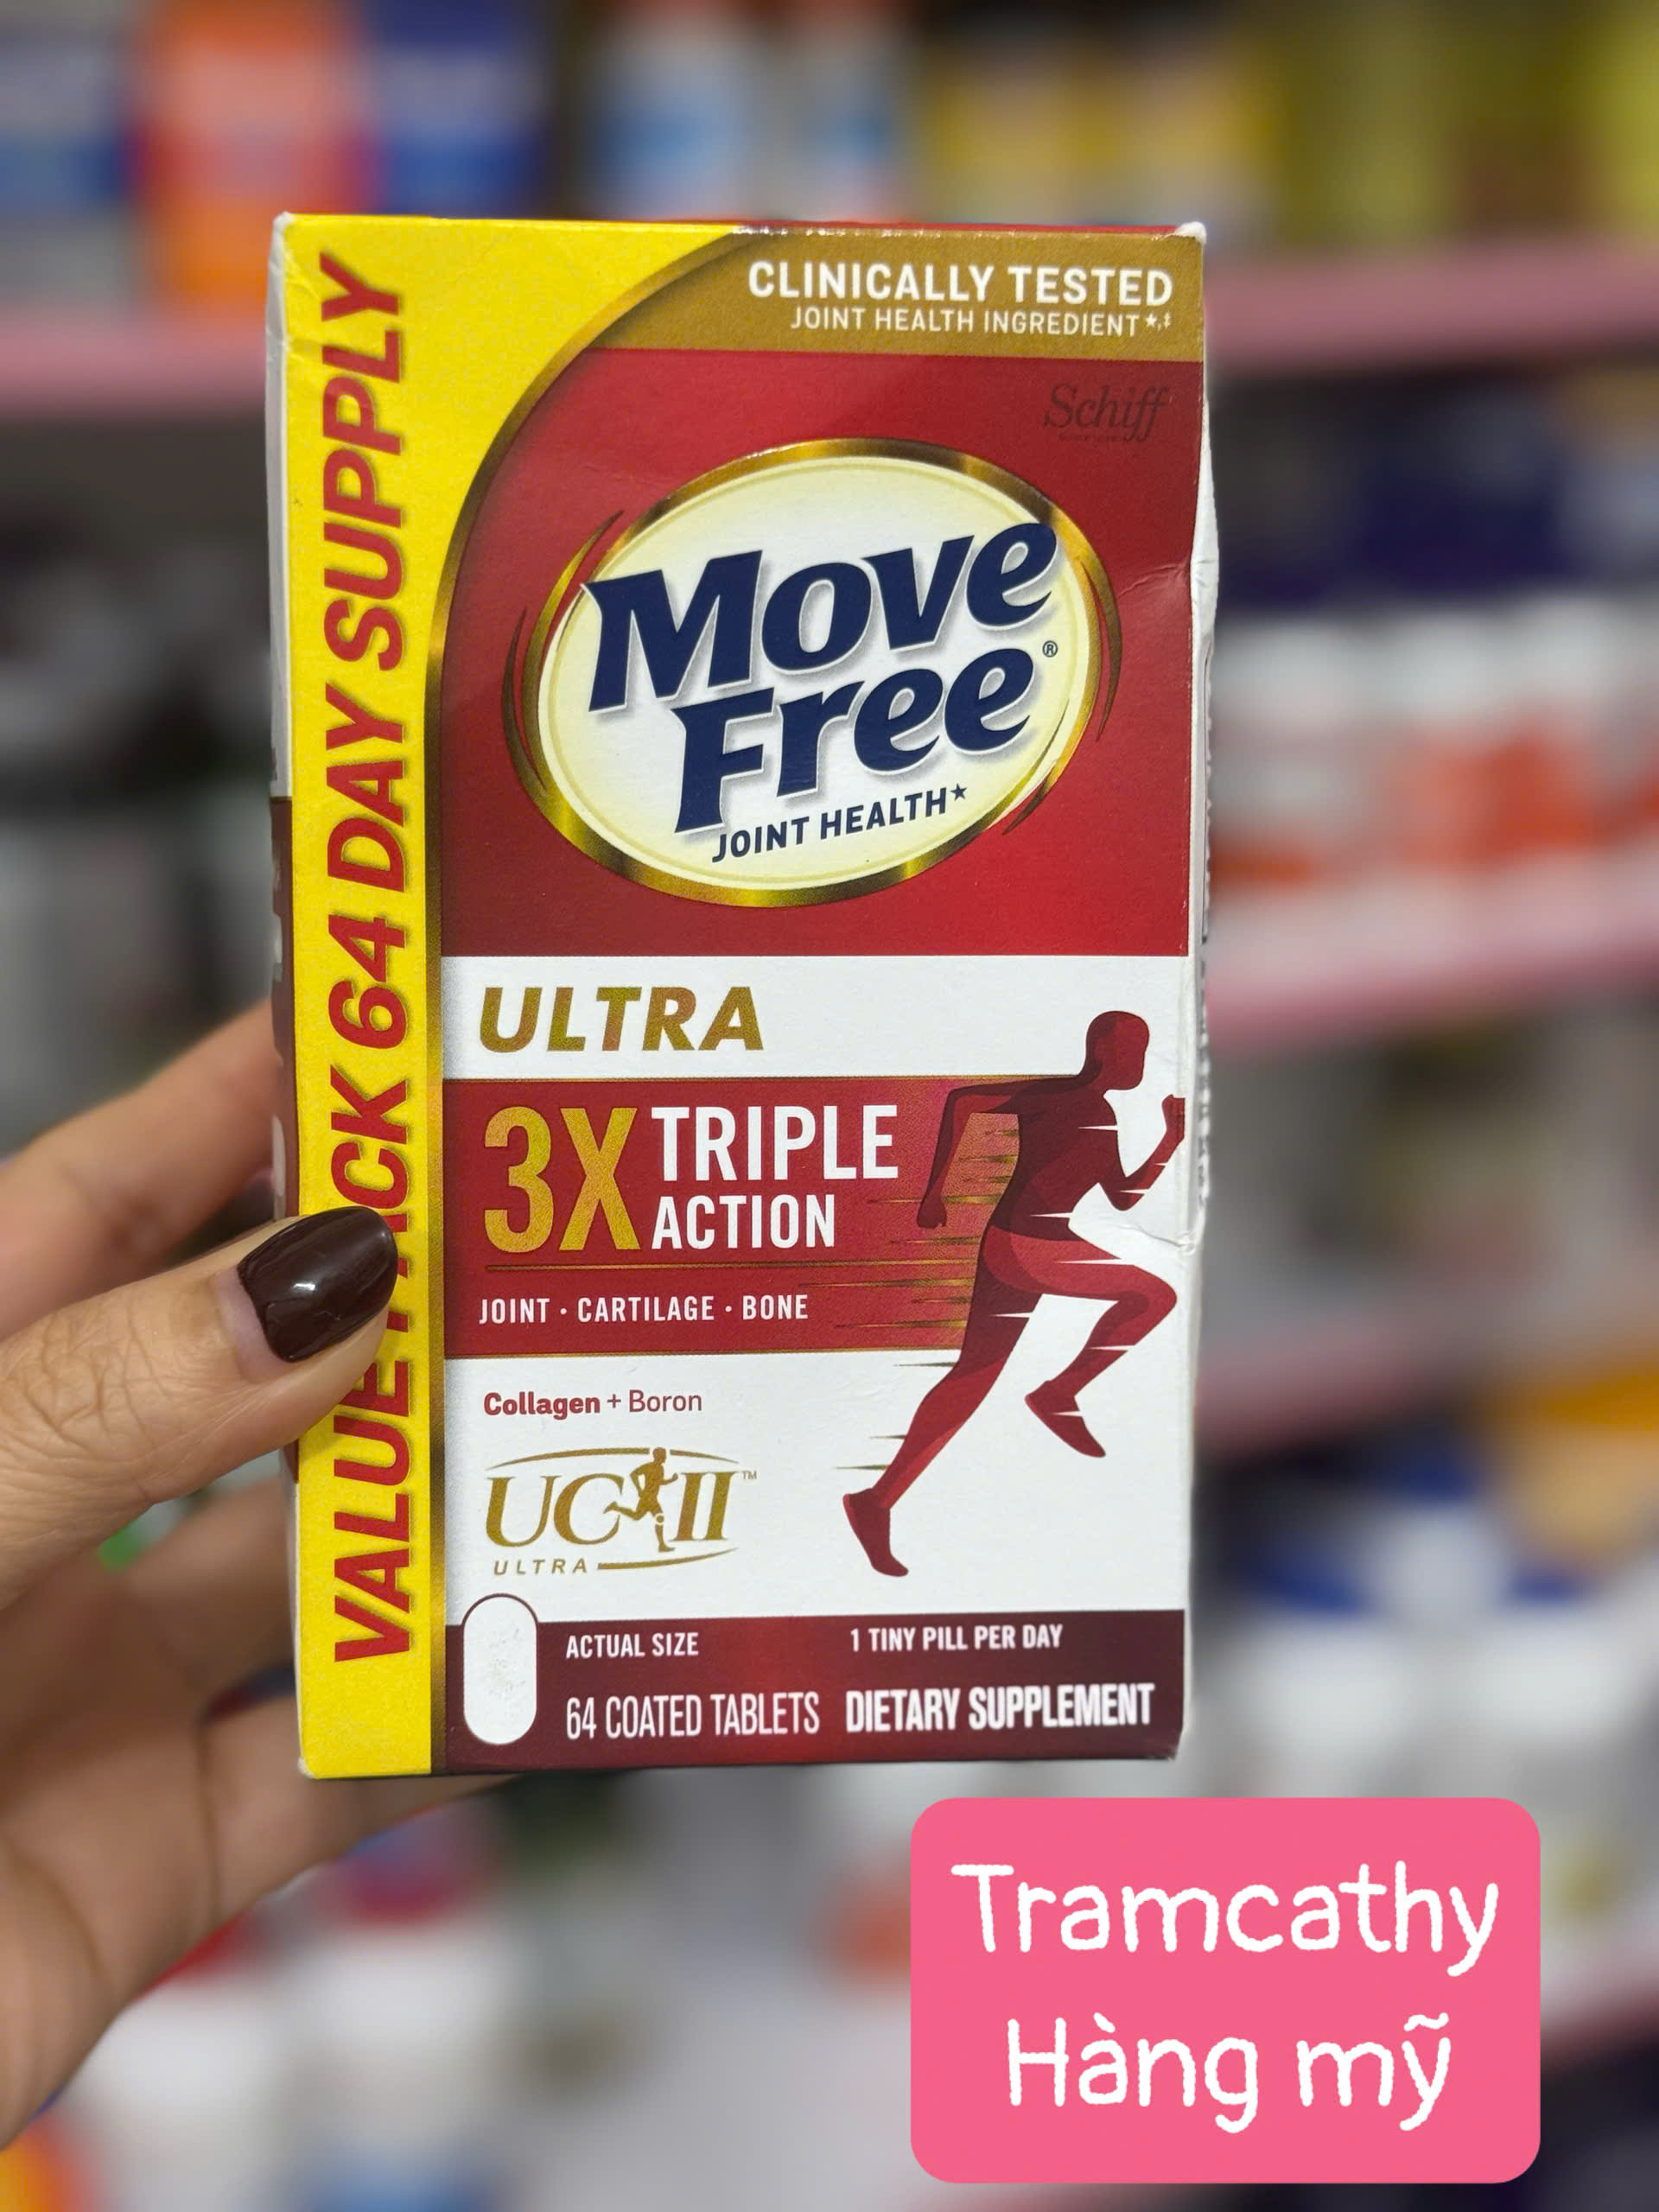 CLINICALLY TESTED
JOINT HEALTH INGREDIENT*,‡
Schiff
Move
Free®
JOINT HEALTH*
VALUE PACK 64 DAY SUPPLY
ULTRA
3X TRIPLE
ACTION
JOINT • CARTILAGE • BONE
Collagen + Boron
UC II™
ULTRA
ACTUAL SIZE
1 TINY PILL PER DAY
64 COATED TABLETS
DIETARY SUPPLEMENT
Tramcathy
Hàng mỹ